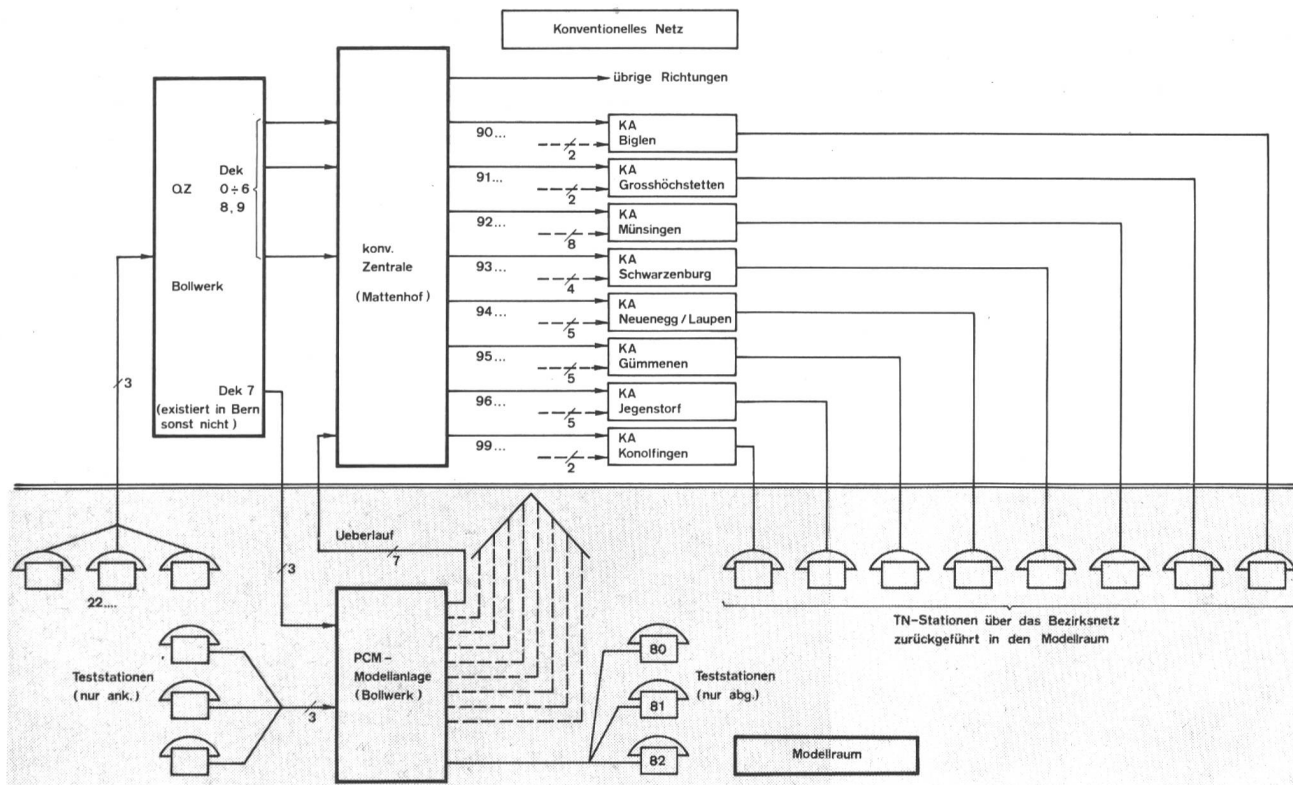 Konventionelles Netz
übrige Richtungen
90...
2
KA
Biglen
91...
2
KA
Grosshöchstetten
92...
8
KA
Münsingen
93...
4
KA
Schwarzenburg
94...
5
KA
Neuenegg / Laupen
95...
5
KA
Gümmenen
96...
5
KA
Jegenstorf
99...
2
KA
Konolfingen
QZ
Dek
0÷6
8,9
Bollwerk
Dek 7
(existiert in Bern
sonst nicht)
konv.
Zentrale
(Mattenhof)
3
Ueberlauf
7
3
22.....
Teststationen
(nur ank.)
3
PCM-
Modellanlage
(Bollwerk)
80
81
82
Teststationen
(nur abg.)
TN-Stationen über das Bezirksnetz
zurückgeführt in den Modellraum
Modellraum